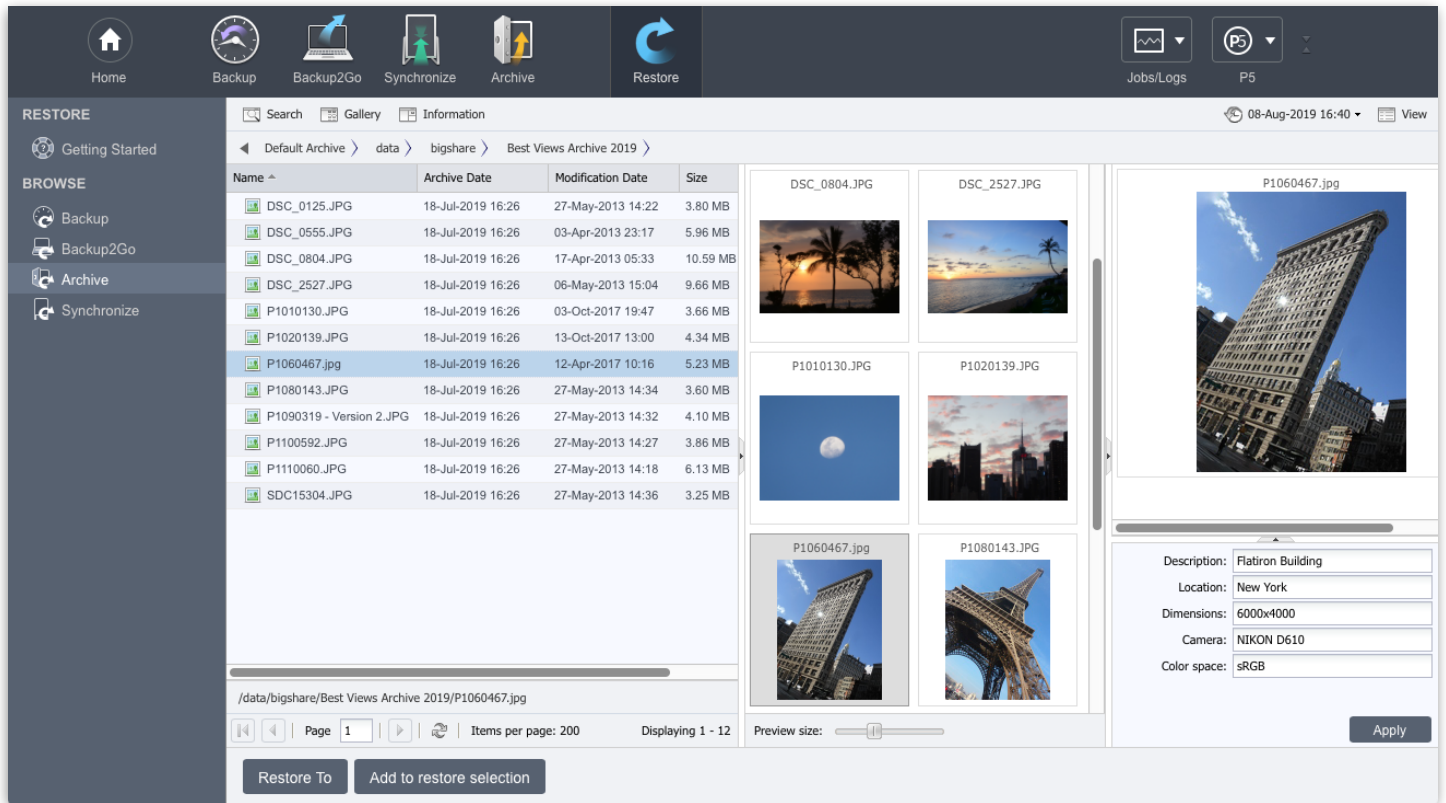 Home
Backup
Backup2Go
Synchronize
Archive
Restore
Jobs/Logs
P5
P5
RESTORE
Getting Started
BROWSE
Backup
Backup2Go
Archive
Synchronize
Search Gallery Information
08-Aug-2019 16:40 View
Default Archive data bigshare Best Views Archive 2019
Name Archive Date Modification Date Size
DSC_0125.JPG 18-Jul-2019 16:26 27-May-2013 14:22 3.80 MB
DSC_0555.JPG 18-Jul-2019 16:26 03-Apr-2013 23:17 5.96 MB
DSC_0804.JPG 18-Jul-2019 16:26 17-Apr-2013 05:33 10.59 MB
DSC_2527.JPG 18-Jul-2019 16:26 06-May-2013 15:04 9.66 MB
P1010130.JPG 18-Jul-2019 16:26 03-Oct-2017 19:47 3.66 MB
P1020139.JPG 18-Jul-2019 16:26 13-Oct-2017 13:00 4.34 MB
P1060467.jpg 18-Jul-2019 16:26 12-Apr-2017 10:16 5.23 MB
P1080143.JPG 18-Jul-2019 16:26 27-May-2013 14:34 3.60 MB
P1090319 - Version 2.JPG 18-Jul-2019 16:26 27-May-2013 14:32 4.10 MB
P1100592.JPG 18-Jul-2019 16:26 27-May-2013 14:27 3.86 MB
P1110060.JPG 18-Jul-2019 16:26 27-May-2013 14:18 6.13 MB
SDC15304.JPG 18-Jul-2019 16:26 27-May-2013 14:36 3.25 MB
/data/bigshare/Best Views Archive 2019/P1060467.jpg
Page 1 Items per page: 200 Displaying 1 - 12
DSC_0804.JPG DSC_2527.JPG
P1010130.JPG P1020139.JPG
P1060467.jpg P1080143.JPG
Preview size:
P1060467.jpg
Description: Flatiron Building
Location: New York
Dimensions: 6000x4000
Camera: NIKON D610
Color space: sRGB
Apply
Restore To Add to restore selection